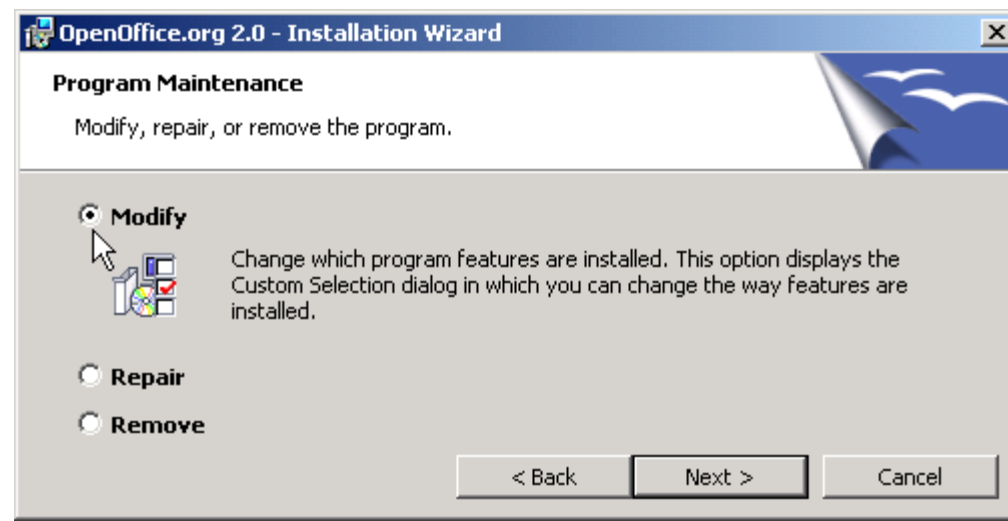 OpenOffice.org 2.0 - Installation Wizard
Program Maintenance
Modify, repair, or remove the program.
Modify
Change which program features are installed. This option displays the
Custom Selection dialog in which you can change the way features are
installed.
Repair
Remove
< Back Next > Cancel